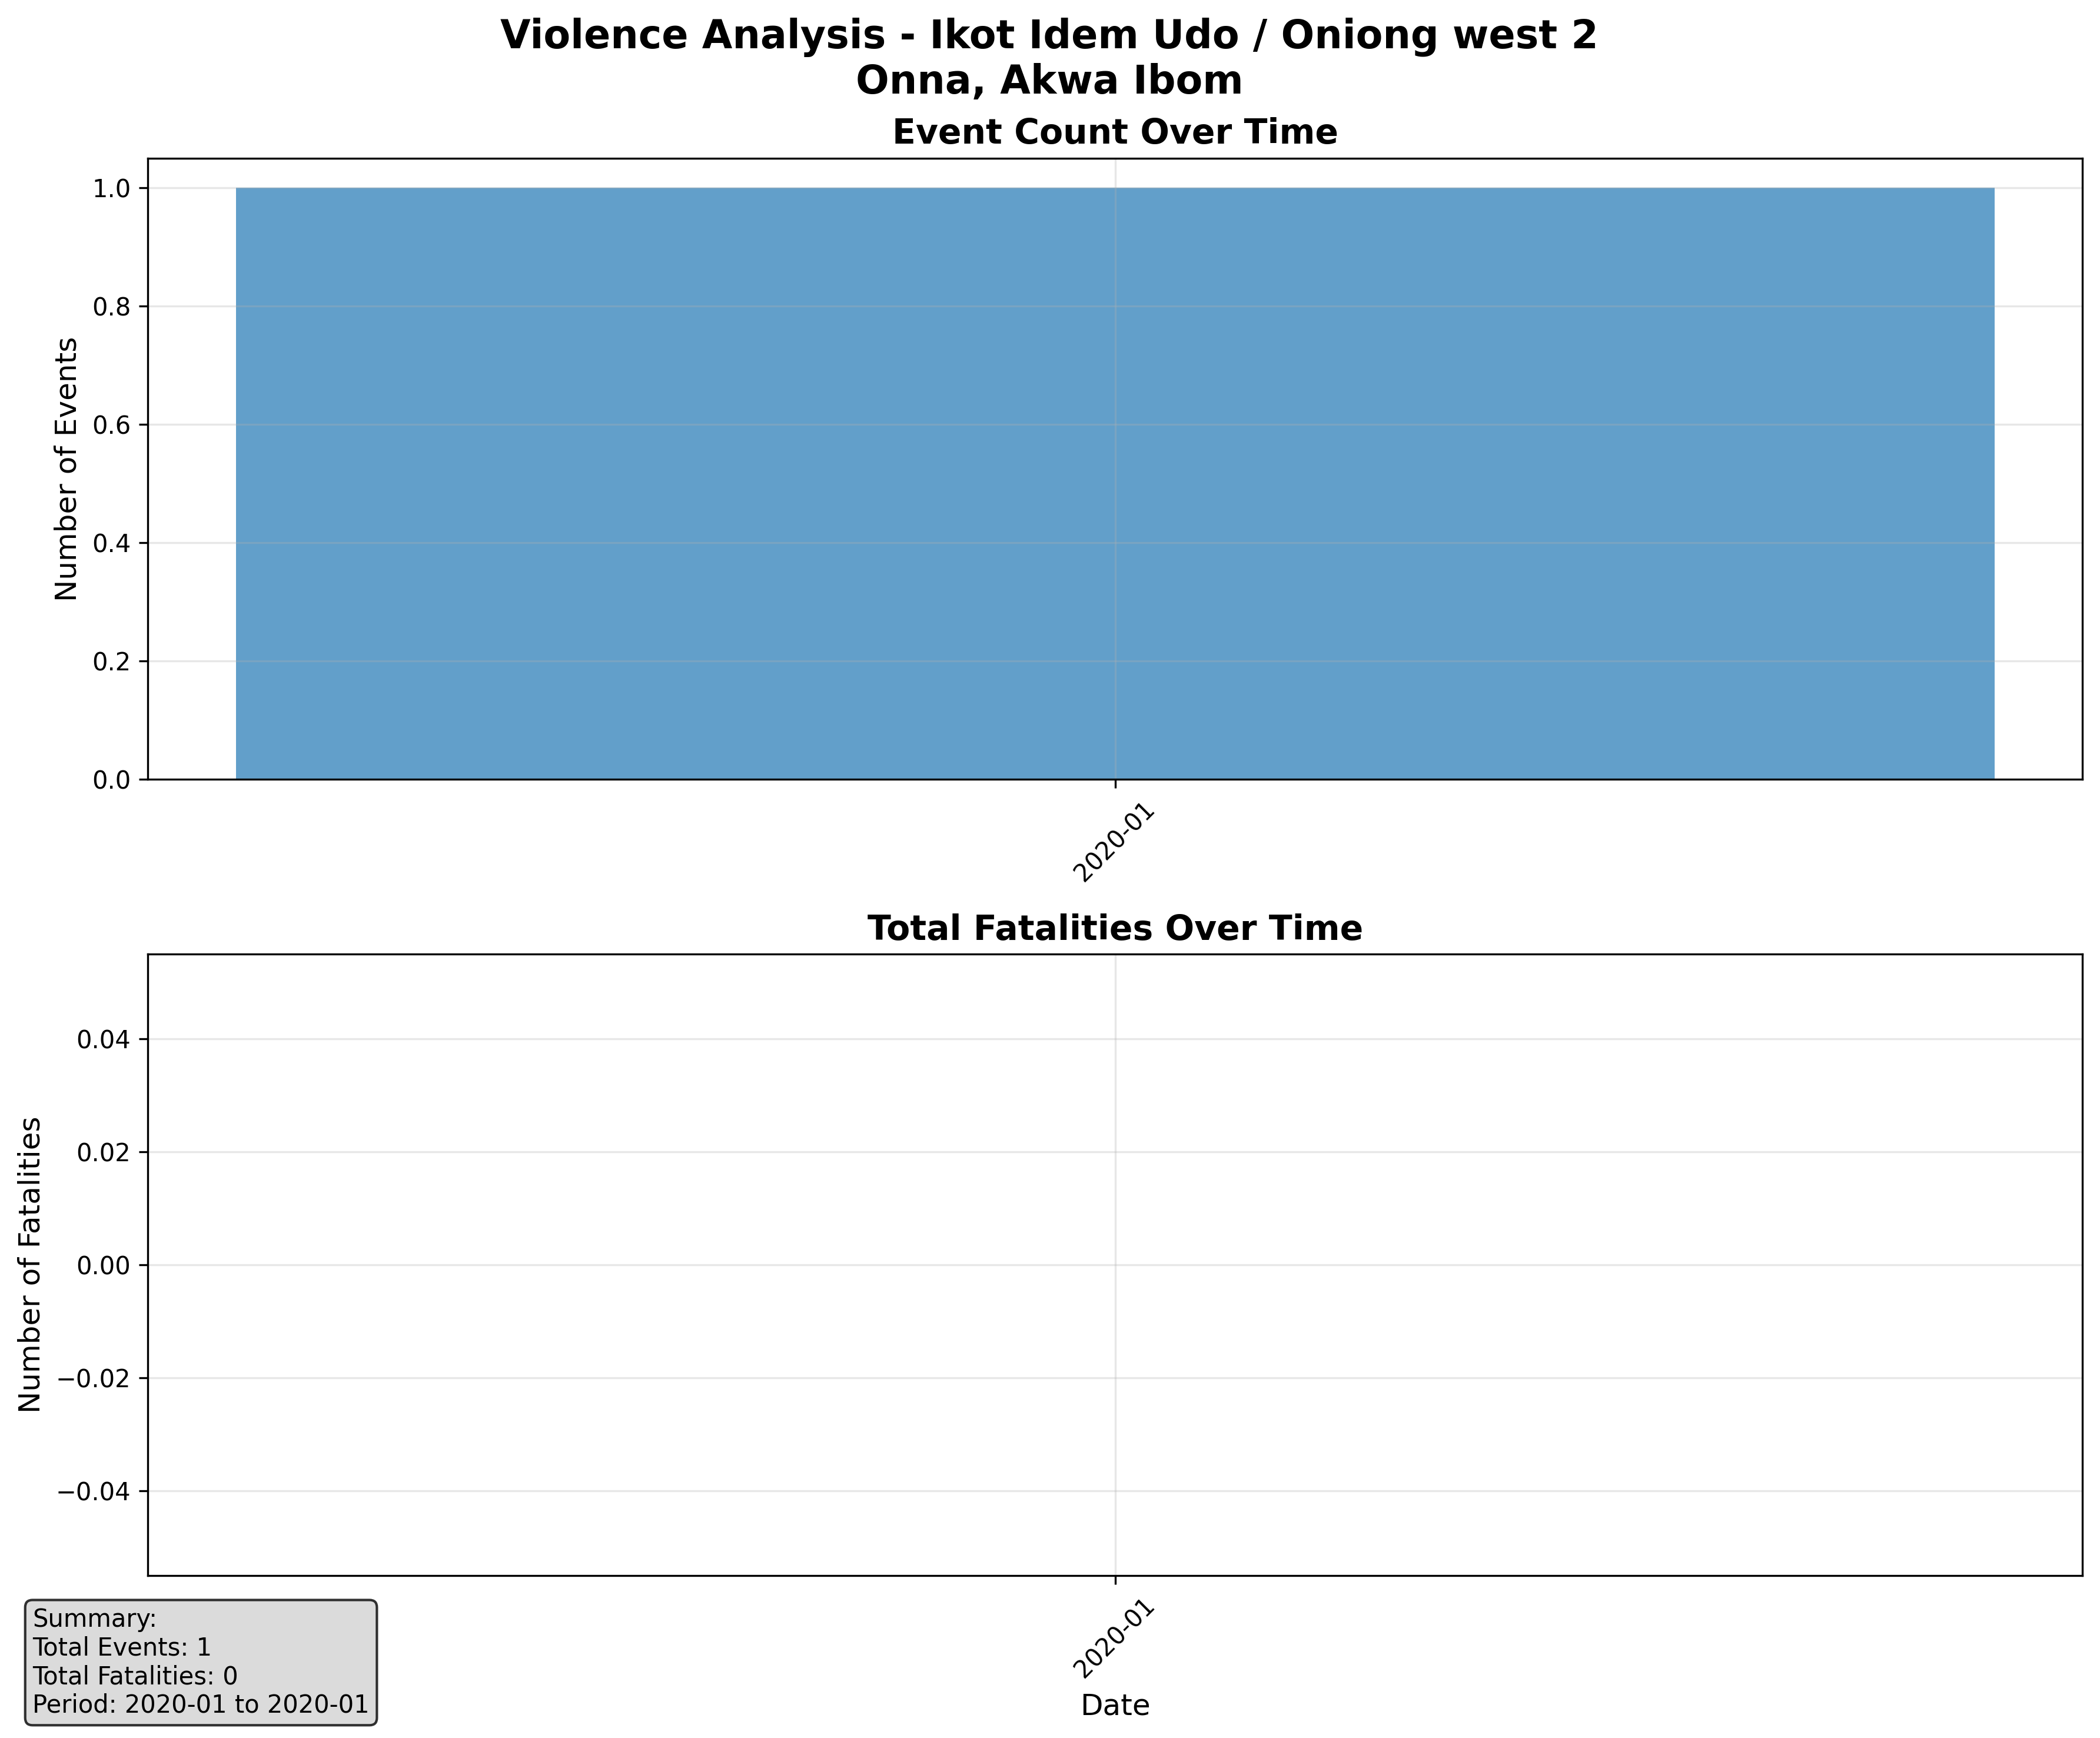 Violence Analysis - Ikot Idem Udo / Oniong west 2
Onna, Akwa Ibom
Event Count Over Time
1.0
0.8
0.6
0.4
0.2
0.0
Number of Events
2020-01
Total Fatalities Over Time
0.04
0.02
0.00
−0.02
−0.04
Number of Fatalities
2020-01
Date
Summary:
Total Events: 1
Total Fatalities: 0
Period: 2020-01 to 2020-01